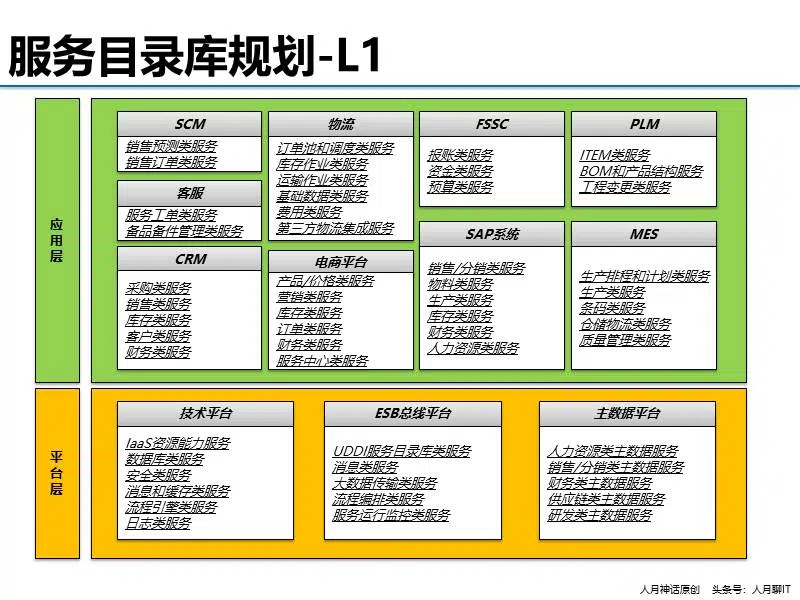 服务目录库规划-L1
应用层
SCM
销售预测类服务
销售订单类服务
客服
服务工单类服务
备品备件管理类服务
CRM
采购类服务
销售类服务
库存类服务
客户类服务
财务类服务
物流
订单池和调度类服务
库存作业类服务
运输作业类服务
基础数据类服务
费用类服务
第三方物流集成服务
电商平台
产品/价格类服务
营销类服务
库存类服务
订单类服务
财务类服务
服务中心类服务
FSSC
报账类服务
资金类服务
预算类服务
SAP系统
销售/分销类服务
物料类服务
生产类服务
库存类服务
财务类服务
人力资源类服务
PLM
ITEM类服务
BOM和产品结构服务
工程变更类服务
MES
生产排程和计划类服务
生产类服务
条码类服务
仓储物流类服务
质量管理类服务
平台层
技术平台
IaaS资源能力服务
数据库类服务
安全类服务
消息和缓存类服务
流程引擎类服务
日志类服务
ESB总线平台
UDDI服务目录库类服务
消息类服务
大数据传输类服务
流程编排类服务
服务运行监控类服务
主数据平台
人力资源类主数据服务
销售/分销类主数据服务
财务类主数据服务
供应链类主数据服务
研发类主数据服务
人月神话原创 头条号：人月聊IT